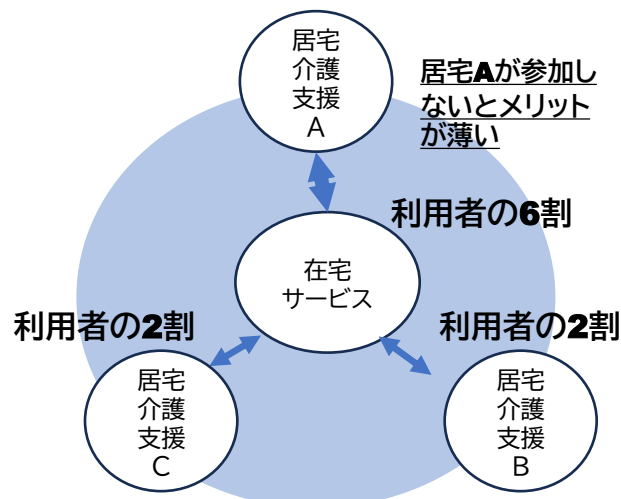 居宅
介護
支援
A
居宅Aが参加し
ないとメリット
が薄い
利用者の6割
在宅
サービス
利用者の2割
利用者の2割
居宅
介護
支援
C
居宅
介護
支援
B